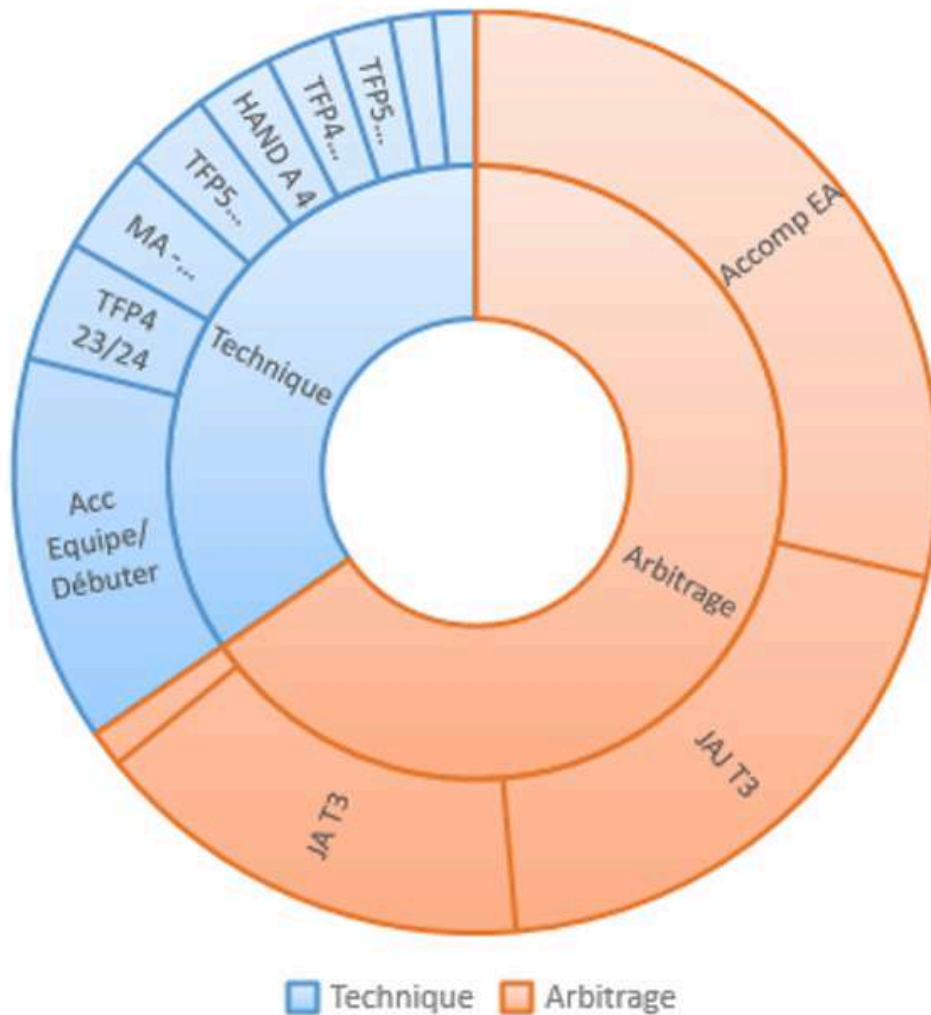 TFP5...
TFP4...
HAND A 4
TFP5...
MA -...
TFP4
23/24
Acc
Equipe/
Débuter
Technique
Accomp EA
Arbitrage
JAJ T3
JA T3
Technique
Arbitrage